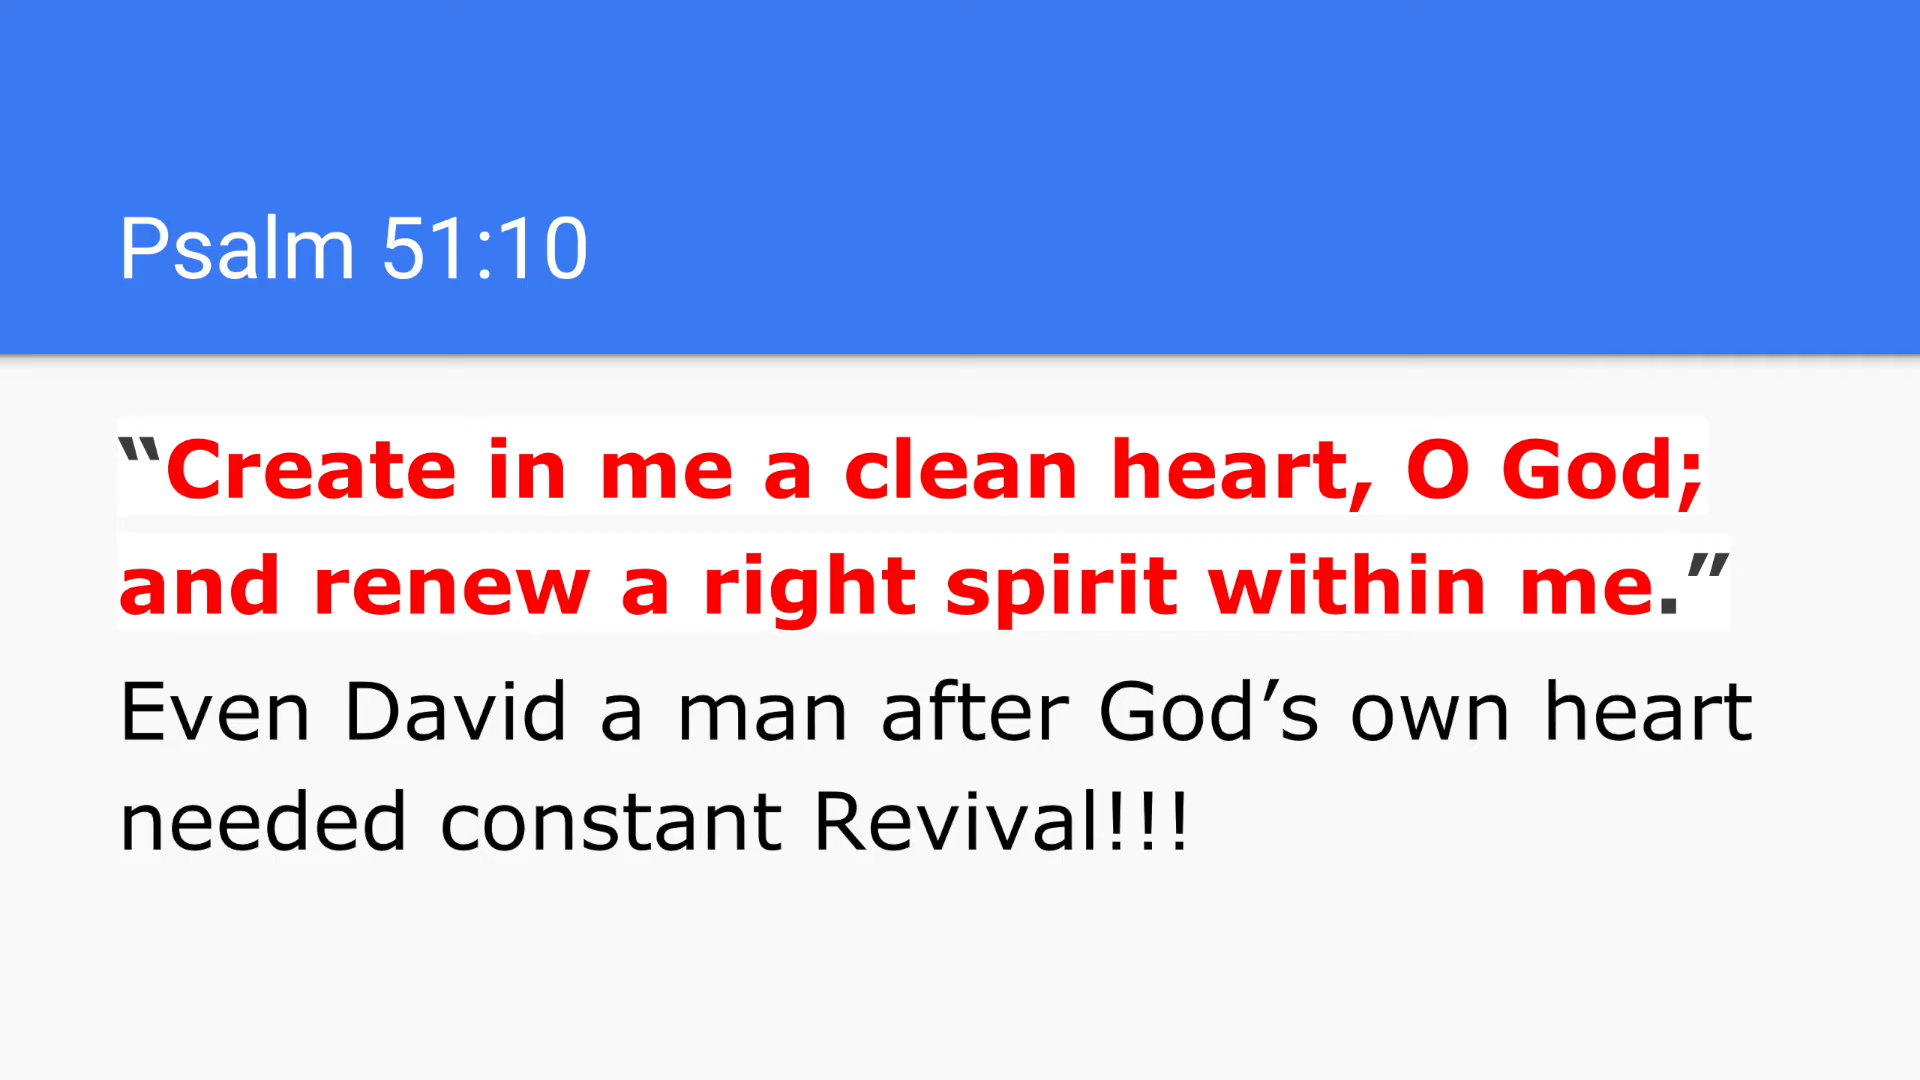 Psalm 51:10
“Create in me a clean heart, O God;
and renew a right spirit within me.”
Even David a man after God’s own heart
needed constant Revival!!!